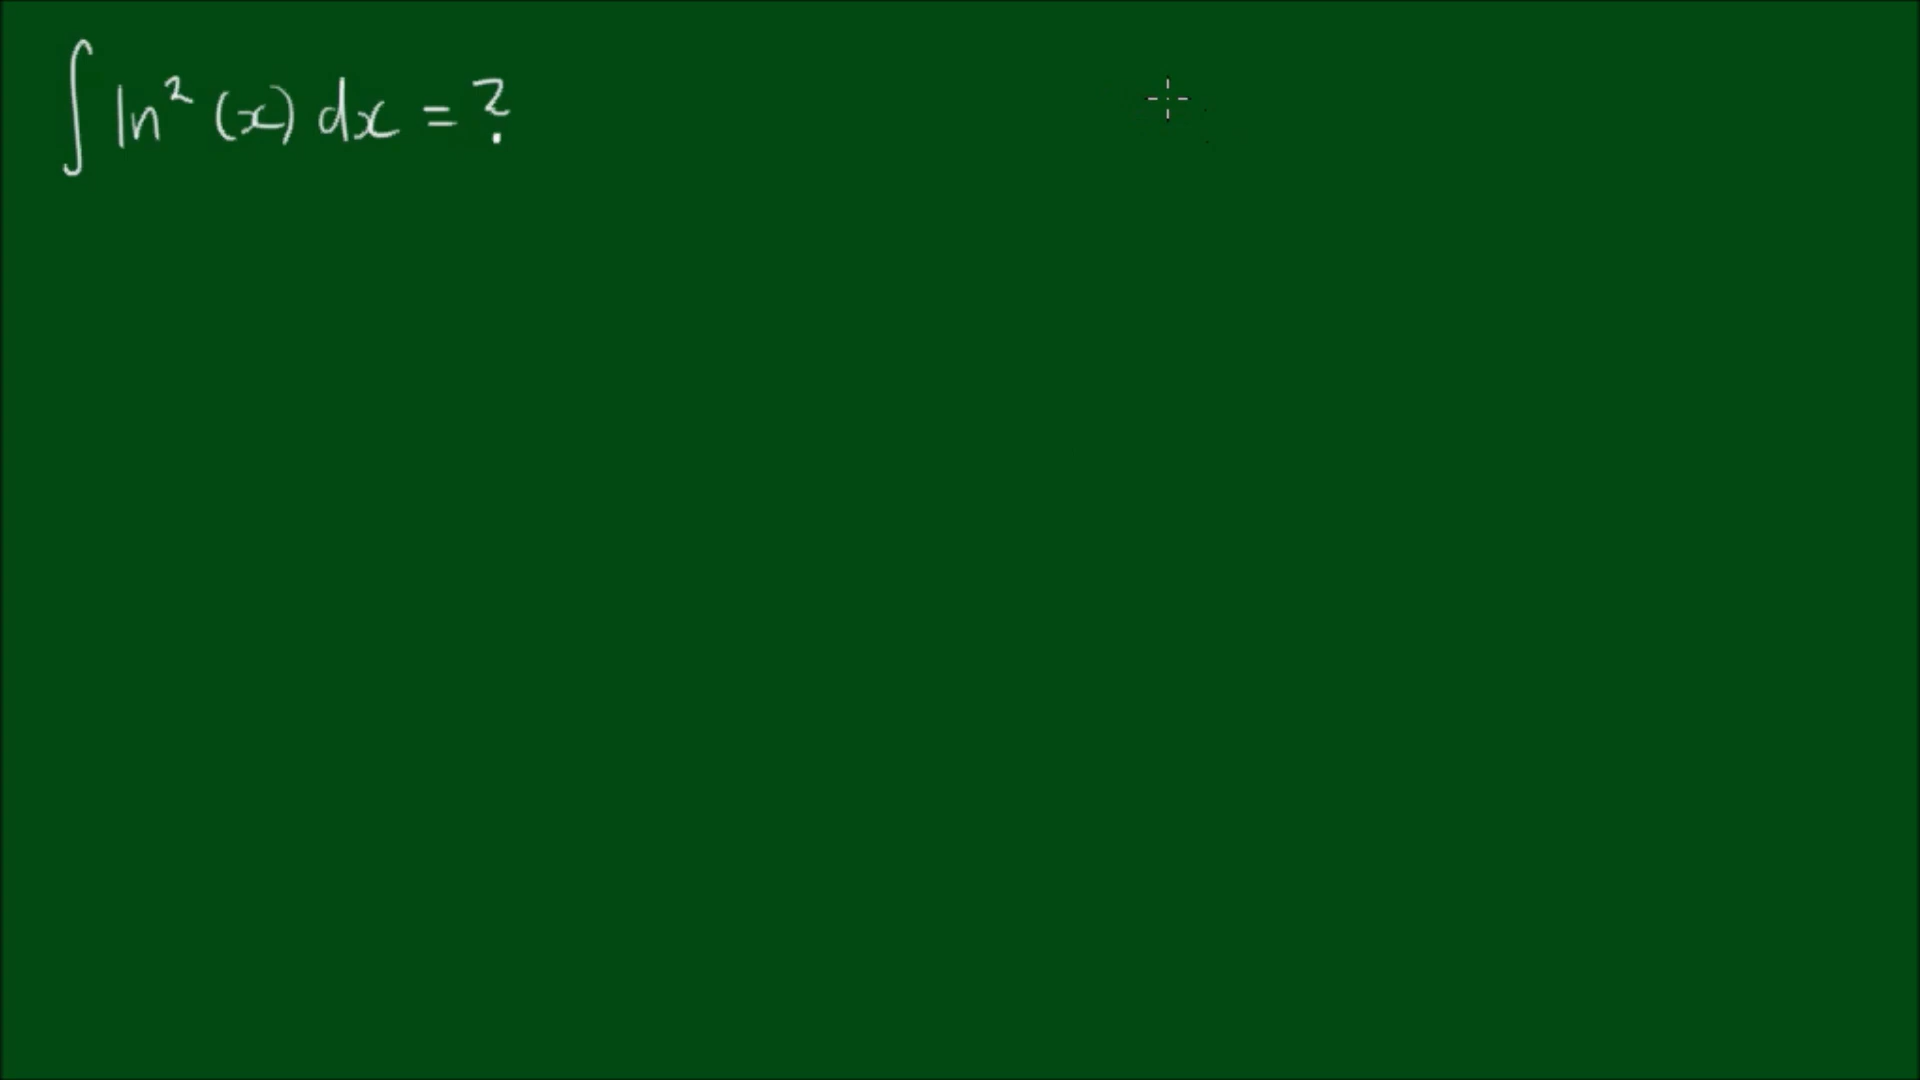 ∫ ln² (x) dx = ?